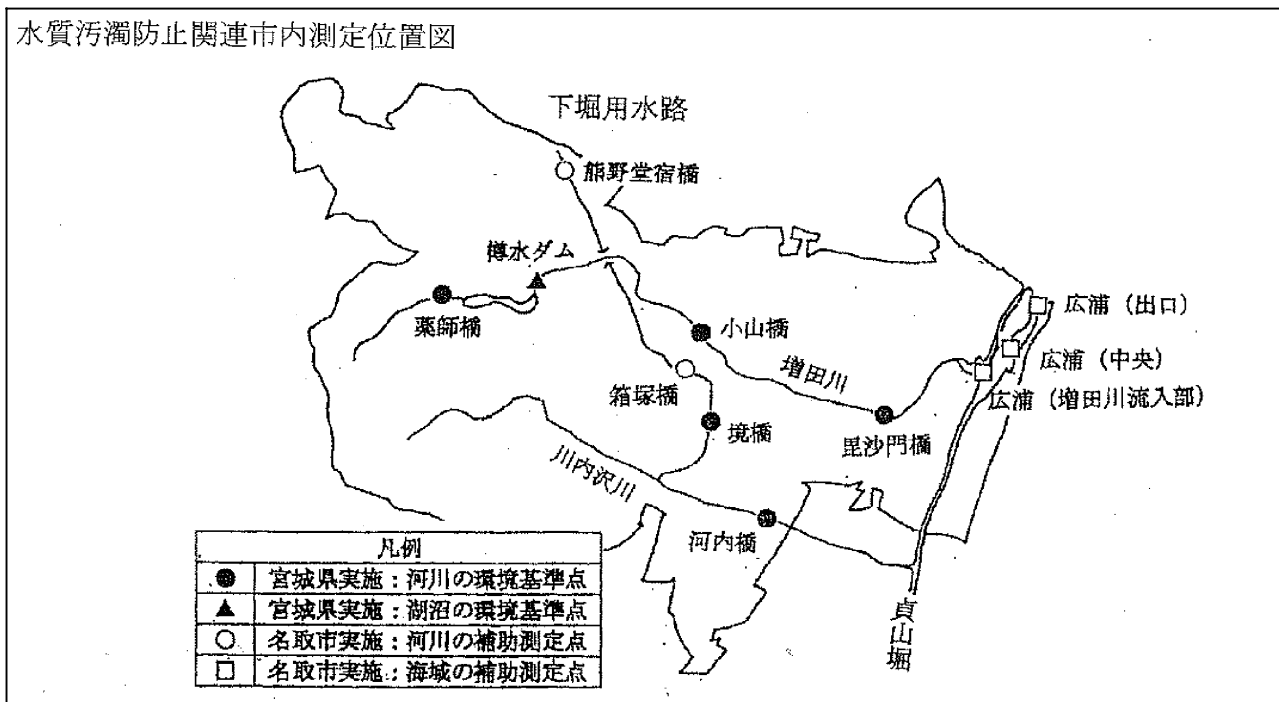 水質汚濁防止関連市内測定位置図
下堀用水路
熊野堂宿橋
樽水ダム
薬師橋
小山橋
広浦（出口）
増田川
広浦（中央）
箱塚橋
広浦（増田川流入部）
境橋
毘沙門橋
川内沢川
河内橋
貞山堀
凡例
● 宮城県実施：河川の環境基準点
▲ 宮城県実施：湖沼の環境基準点
○ 名取市実施：河川の補助測定点
□ 名取市実施：海域の補助測定点